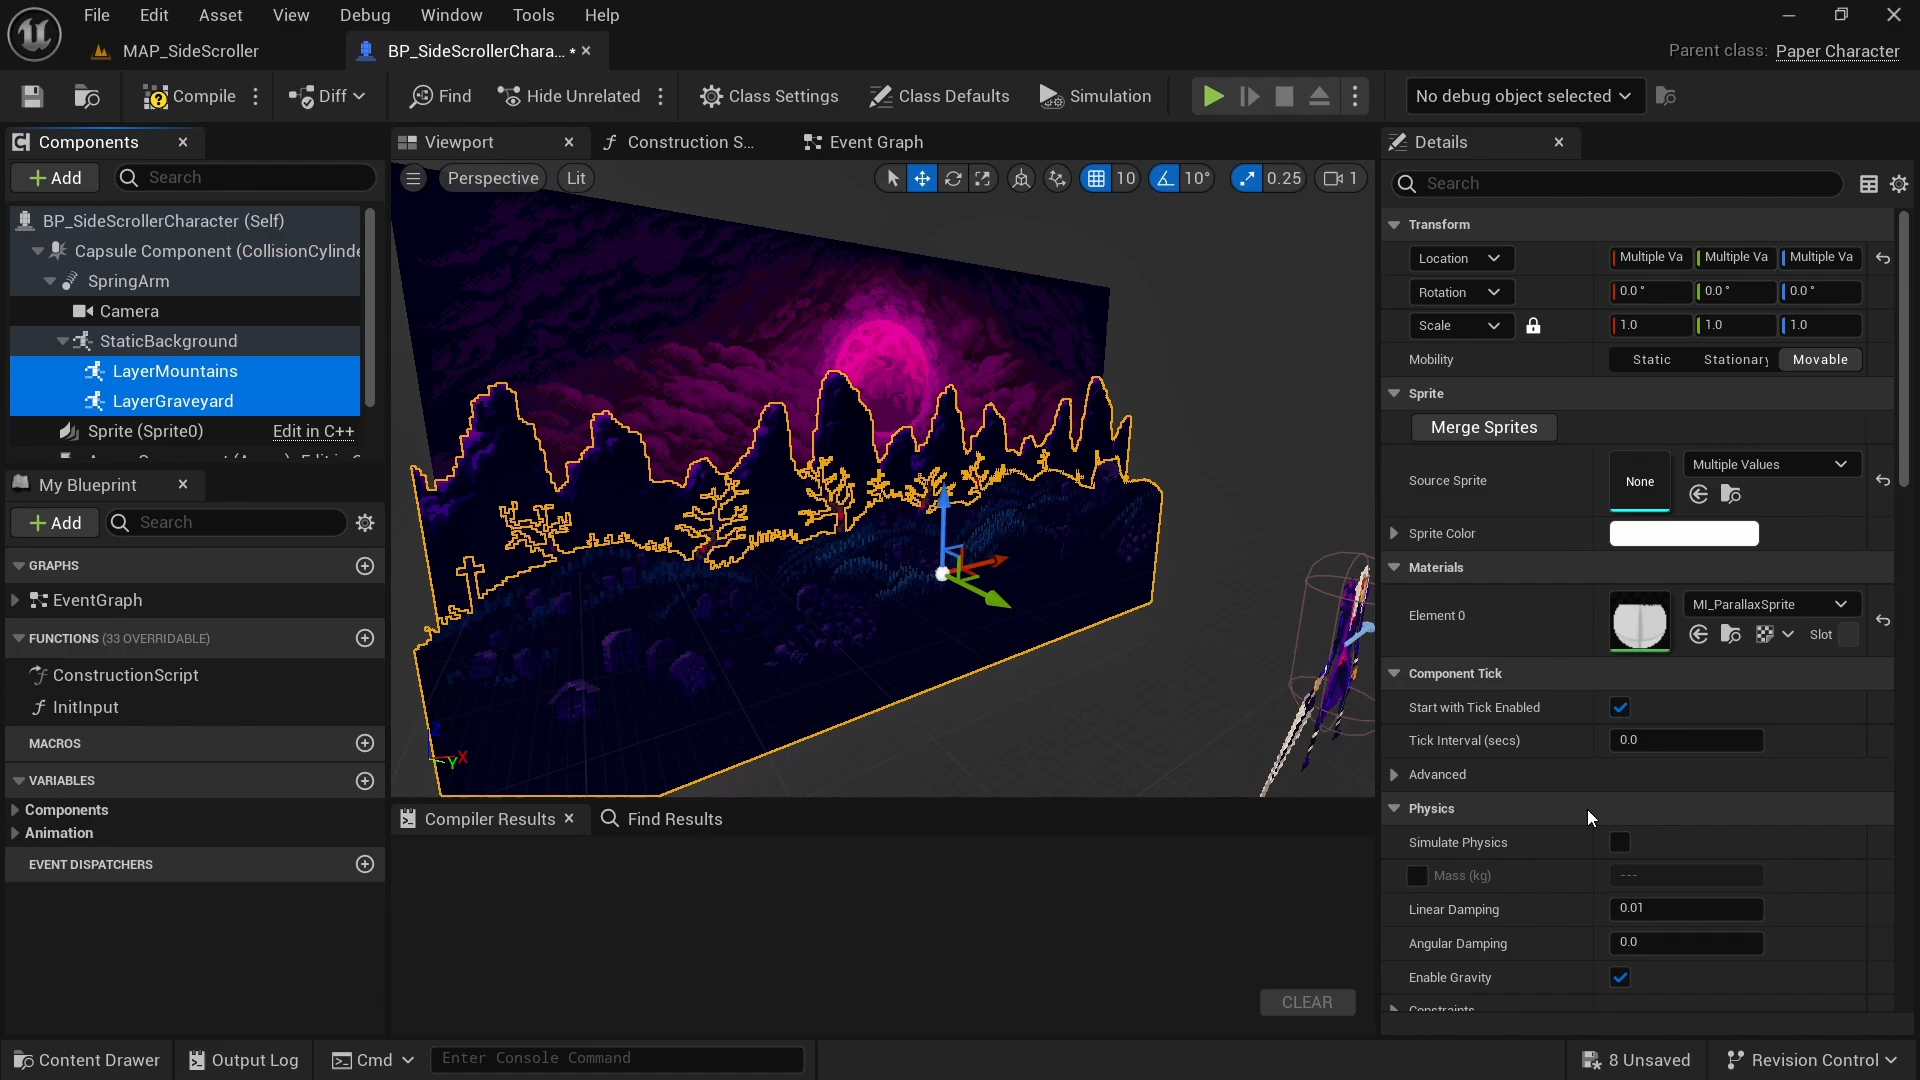 File Edit Asset View Debug Window Tools Help
MAP_SideScroller
BP_SideScrollerChara... *
Parent class: Paper Character
Compile
Diff
Find
Hide Unrelated
Class Settings
Class Defaults
Simulation
No debug object selected
Components
Add
Search
BP_SideScrollerCharacter (Self)
Capsule Component (CollisionCylinde
SpringArm
Camera
StaticBackground
LayerMountains
LayerGraveyard
Sprite (Sprite0) Edit in C++
My Blueprint
Add
Search
GRAPHS
EventGraph
FUNCTIONS (33 OVERRIDABLE)
ConstructionScript
InitInput
MACROS
VARIABLES
Components
Animation
EVENT DISPATCHERS
Viewport
Construction S...
Event Graph
Perspective
Lit
10
10°
0.25
1
Z
X
Y
Compiler Results
Find Results
CLEAR
Details
Search
Transform
Location Multiple Va Multiple Va Multiple Va
Rotation 0.0 ° 0.0 ° 0.0 °
Scale 1.0 1.0 1.0
Mobility Static Stationary Movable
Sprite
Merge Sprites
Source Sprite None Multiple Values
Sprite Color
Materials
Element 0 MI_ParallaxSprite
Slot
Component Tick
Start with Tick Enabled
Tick Interval (secs) 0.0
Advanced
Physics
Simulate Physics
Mass (kg) ---
Linear Damping 0.01
Angular Damping 0.0
Enable Gravity
Constraints
Content Drawer
Output Log
Cmd
Enter Console Command
8 Unsaved
Revision Control